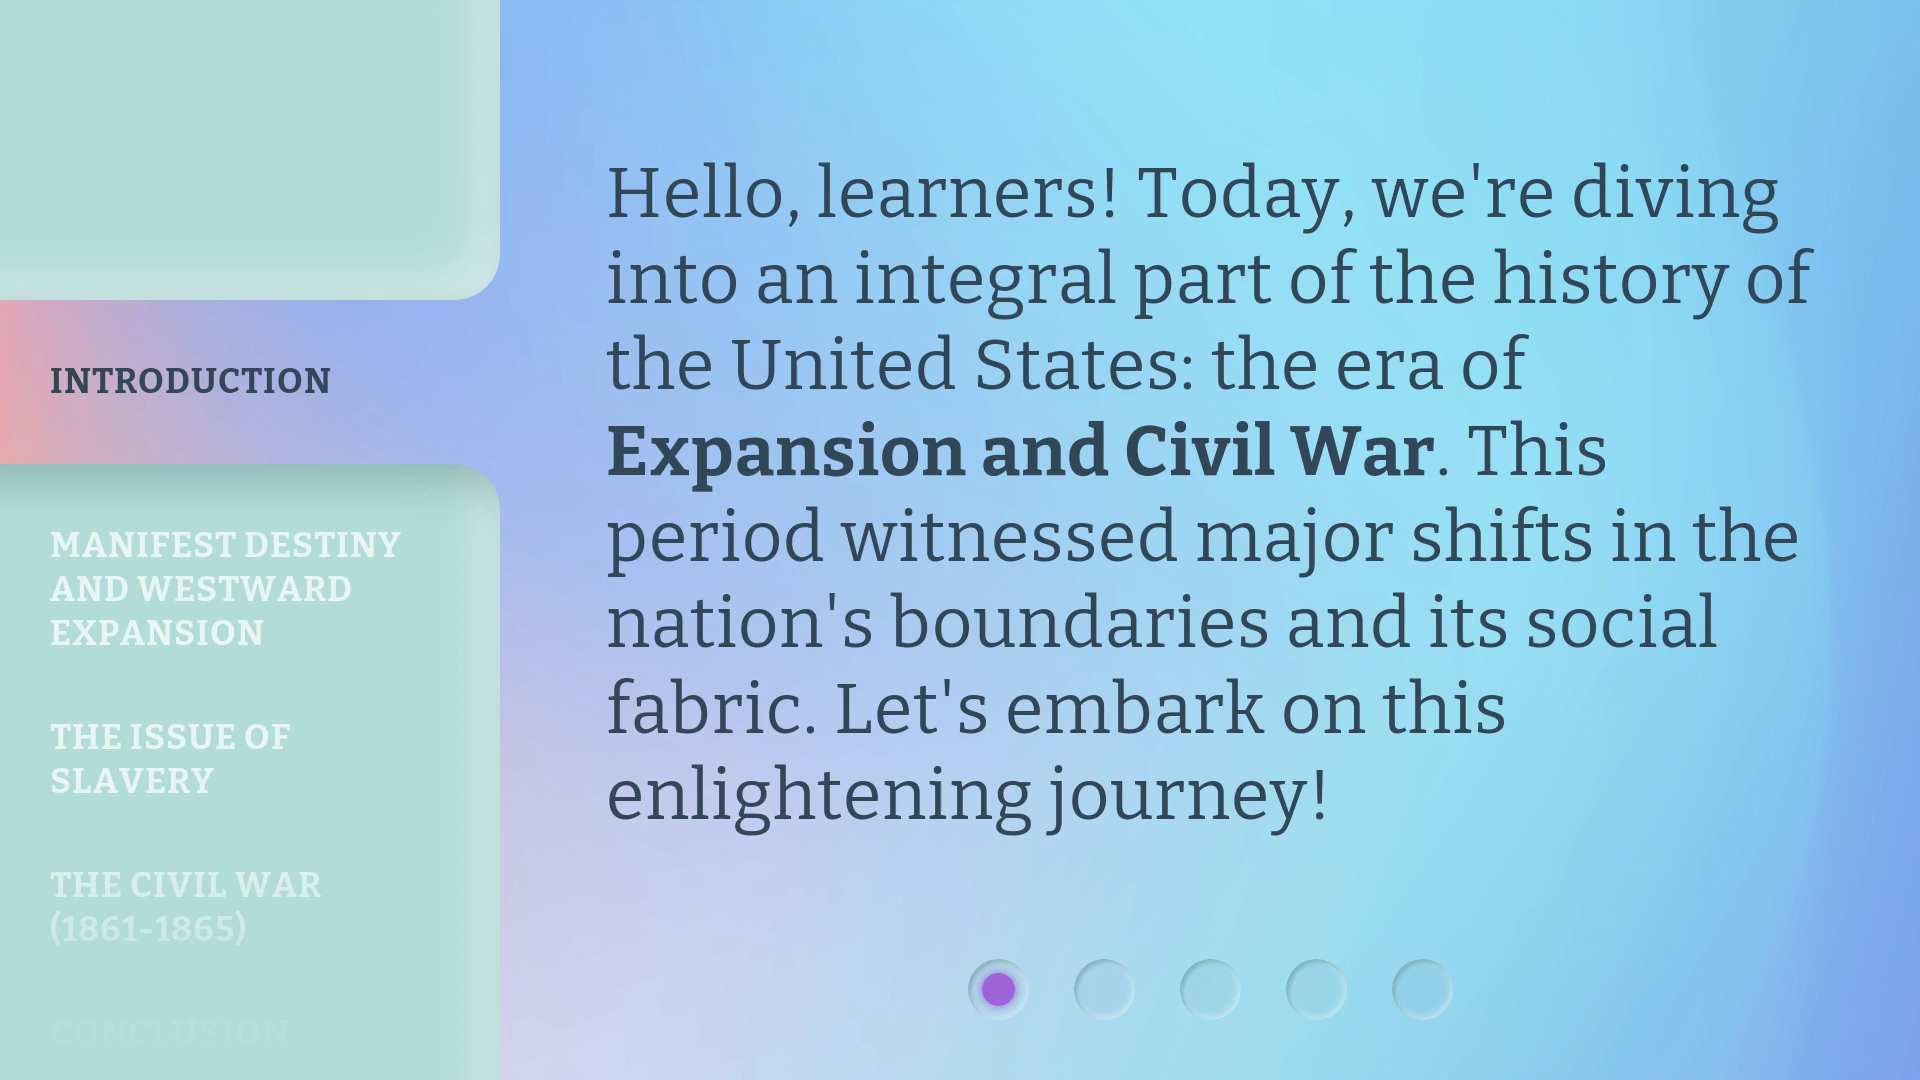 INTRODUCTION
MANIFEST DESTINY
AND WESTWARD
EXPANSION
THE ISSUE OF
SLAVERY
THE CIVIL WAR
(1861-1865)
CONCLUSION
Hello, learners! Today, we're diving
into an integral part of the history of
the United States: the era of
Expansion and Civil War. This
period witnessed major shifts in the
nation's boundaries and its social
fabric. Let's embark on this
enlightening journey!